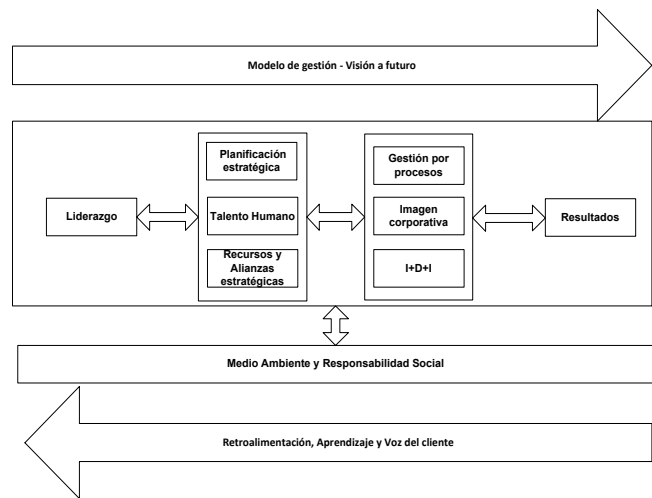 Modelo de gestión - Visión a futuro
Liderazgo
Planificación
estratégica
Talento Humano
Recursos y
Alianzas
estratégicas
Gestión por
procesos
Imagen
corporativa
I+D+I
Resultados
Medio Ambiente y Responsabilidad Social
Retroalimentación, Aprendizaje y Voz del cliente